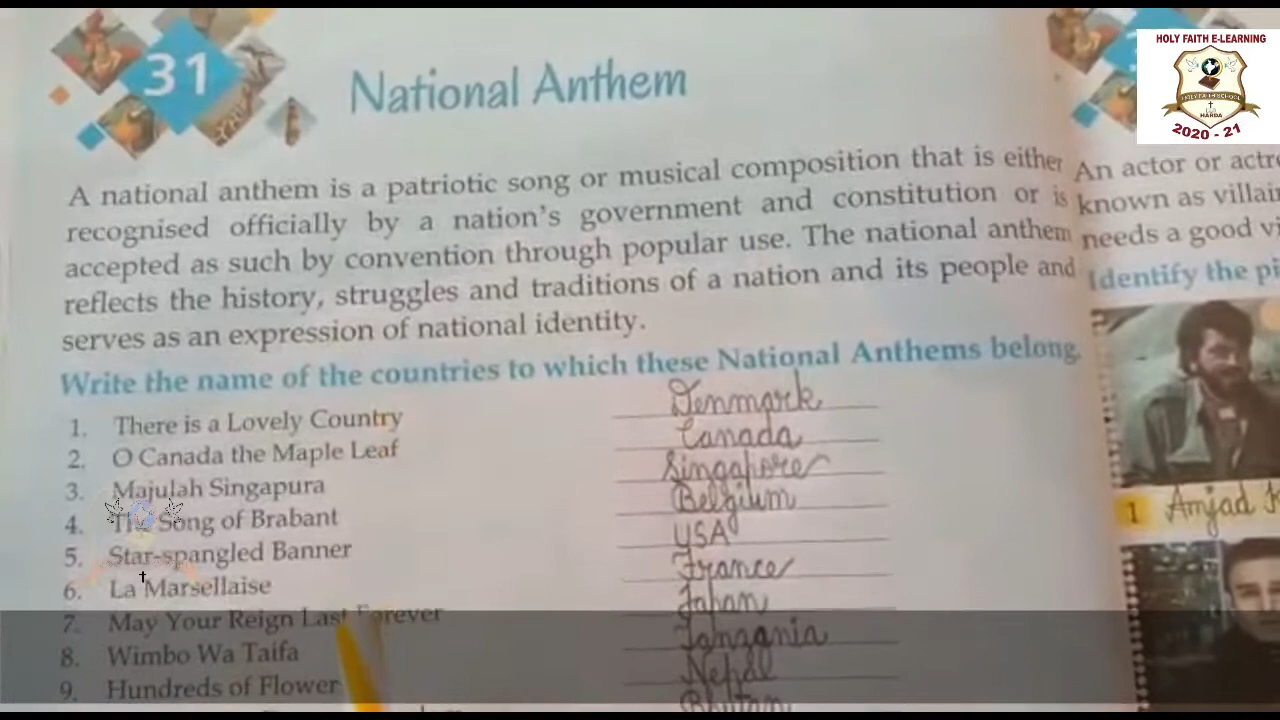 31
National Anthem
HOLY FAITH E-LEARNING
HOLY FAITH SCHOOL
HARDA
2020 - 21
A national anthem is a patriotic song or musical composition that is either
recognised officially by a nation's government and constitution or is
accepted as such by convention through popular use. The national anthem
reflects the history, struggles and traditions of a nation and its people and
serves as an expression of national identity.
Write the name of the countries to which these National Anthems belong.
1. There is a Lovely Country Denmark
2. O Canada the Maple Leaf Canada
3. Majulah Singapura Singapore
4. The Song of Brabant Belgium
5. Star-spangled Banner USA
6. La Marsellaise France
7. May Your Reign Last Forever Japan
8. Wimbo Wa Taifa Tanzania
9. Hundreds of Flower Nepal
Bhutan
An actor or
known as
needs a good
Identify the
1 Amjad